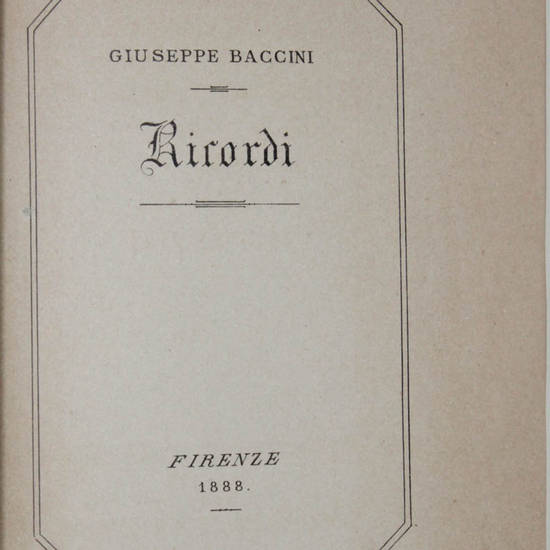 GIUSEPPE BACCINI
Ricordi
FIRENZE
1888.